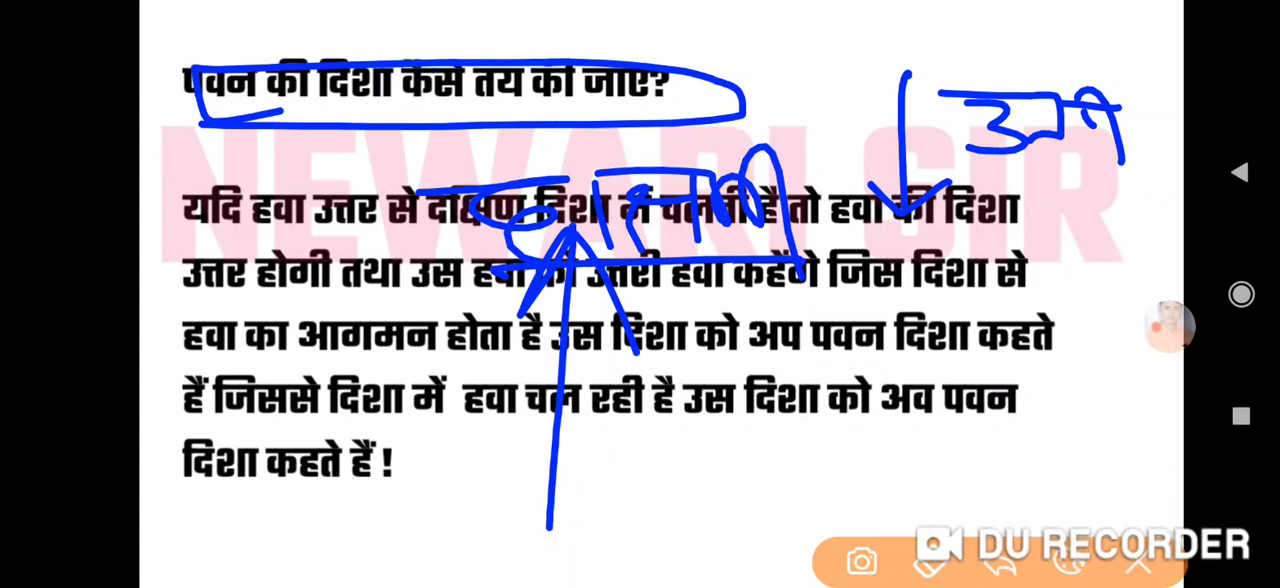 पवन की दिशा कैसे तय की जाए?
NEWARI SIR
यदि हवा उत्तर से दक्षिण दिशा में चलती है तो हवा की दिशा
उत्तर होगी तथा उस हवा को उत्तरी हवा कहेंगे जिस दिशा से
हवा का आगमन होता है उस दिशा को अप पवन दिशा कहते
हैं जिससे दिशा में हवा चल रही है उस दिशा को अव पवन
दिशा कहते हैं !
DU RECORDER